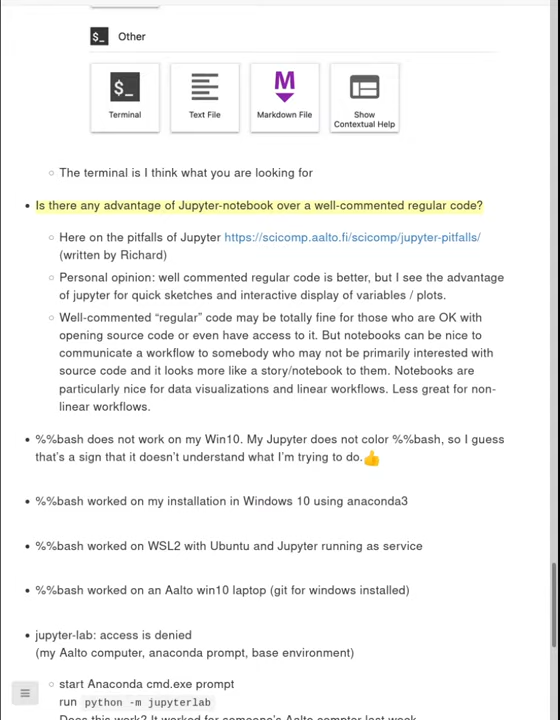 $_ Other
$_
M
Terminal
Text File
Markdown File
Show
Contextual Help
The terminal is I think what you are looking for
Is there any advantage of Jupyter-notebook over a well-commented regular code?
Here on the pitfalls of Jupyter https://scicomp.aalto.fi/scicomp/jupyter-pitfalls/
(written by Richard)
Personal opinion: well commented regular code is better, but I see the advantage
of jupyter for quick sketches and interactive display of variables / plots.
Well-commented “regular” code may be totally fine for those who are OK with
opening source code or even have access to it. But notebooks can be nice to
communicate a workflow to somebody who may not be primarily interested with
source code and it looks more like a story/notebook to them. Notebooks are
particularly nice for data visualizations and linear workflows. Less great for non-
linear workflows.
%%bash does not work on my Win10. My Jupyter does not color %%bash, so I guess
that’s a sign that it doesn’t understand what I’m trying to do.👍
%%bash worked on my installation in Windows 10 using anaconda3
%%bash worked on WSL2 with Ubuntu and Jupyter running as service
%%bash worked on an Aalto win10 laptop (git for windows installed)
jupyter-lab: access is denied
(my Aalto computer, anaconda prompt, base environment)
start Anaconda cmd.exe prompt
run python -m jupyterlab
Does this work? It worked for someone’s Aalto compter last week